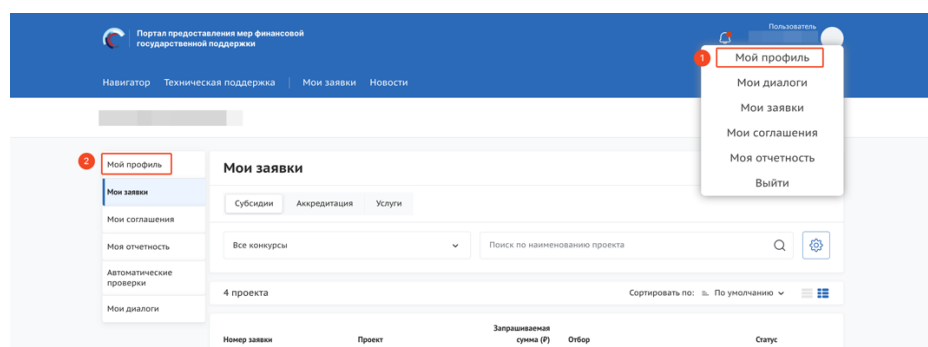 Портал предоставления мер финансовой
государственной поддержки
Пользователь
Навигатор Техническая поддержка Мои заявки Новости
1 Мой профиль
Мои диалоги
Мои заявки
Мои соглашения
Моя отчетность
Выйти
2 Мой профиль
Мои заявки
Мои соглашения
Моя отчетность
Автоматические
проверки
Мои диалоги
Мои заявки
Субсидии Аккредитация Услуги
Все конкурсы Поиск по наименованию проекта
4 проекта Сортировать по: По умолчанию
Номер заявки Проект Запрашиваемая
сумма (₽) Отбор Статус